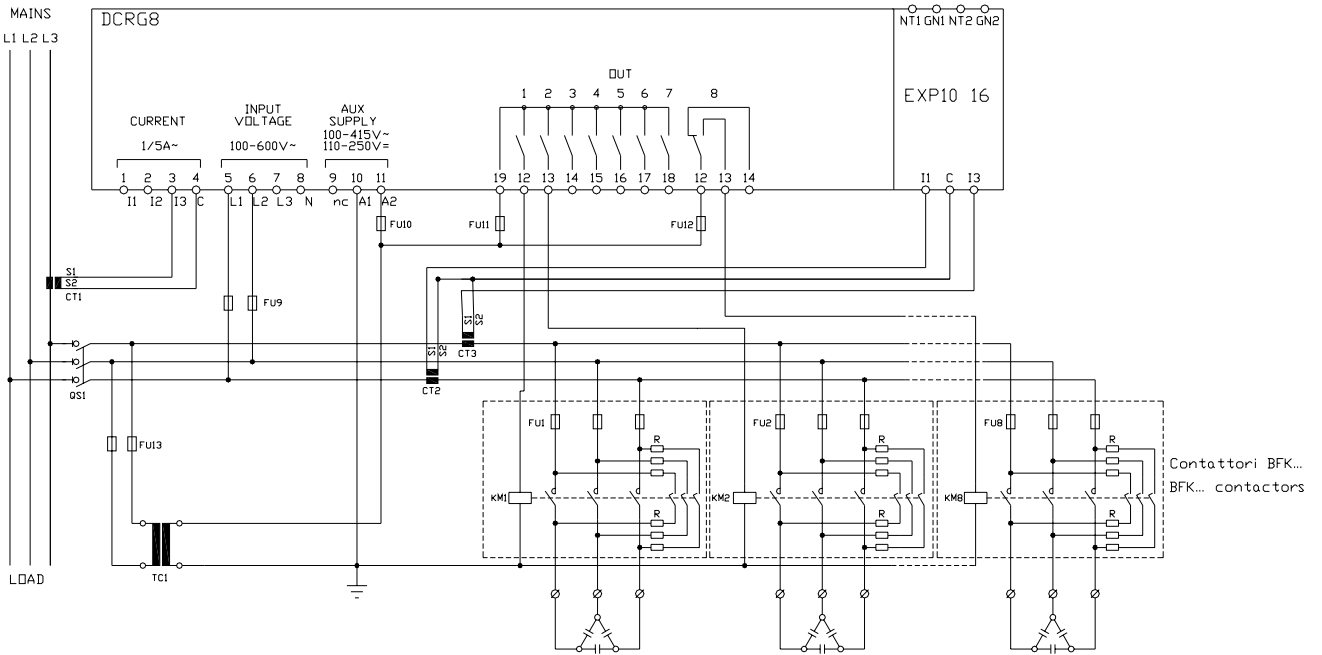 MAINS
L1 L2 L3
DCRG8
NT1 GN1 NT2 GN2
EXP10 16
OUT
1 2 3 4 5 6 7 8
CURRENT
1/5A~
INPUT
VOLTAGE
100-600V~
AUX
SUPPLY
100-415V~
110-250V=
1 2 3 4 5 6 7 8 9 10 11 19 12 13 14 15 16 17 18 12 13 14 I1 C I3
I1 I2 I3 C L1 L2 L3 N nc A1 A2
FU10
FU11
FU12
S1
S2
CT1
FU9
S1
S2
CT3
S1
S2
CT2
QS1
FU13
FU1
FU2
FU8
R
R
R
Contattori BFK...
BFK... contactors
KM1
KM2
KM8
R
R
R
TC1
LOAD